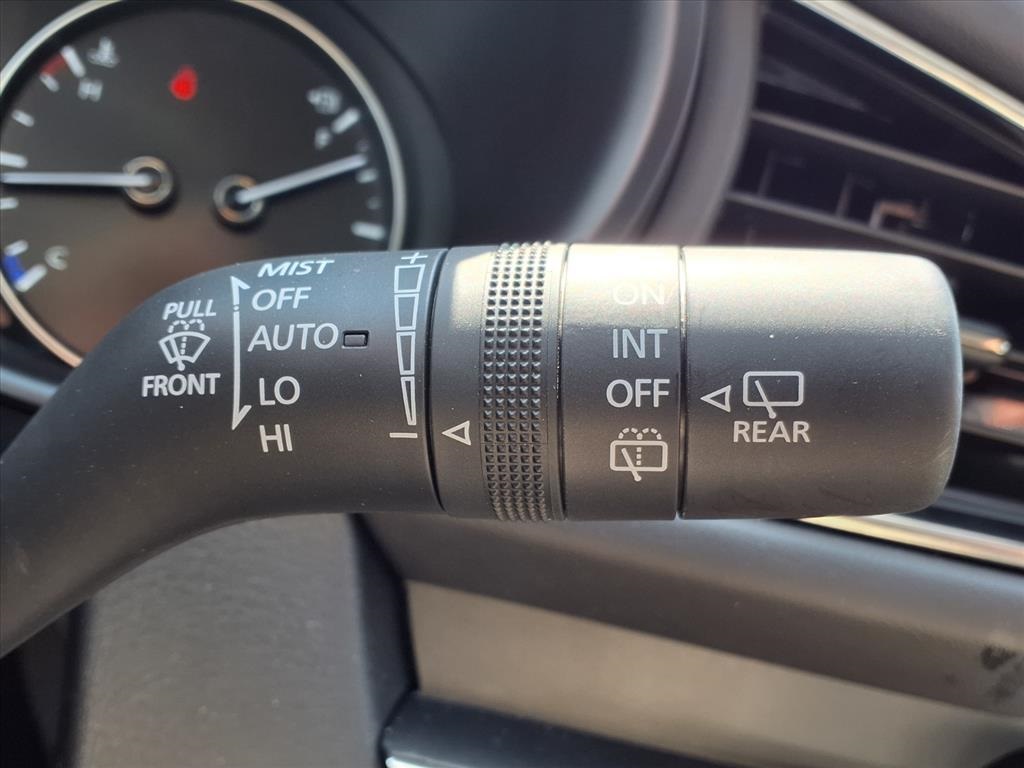 H
F
C
MIST
OFF
AUTO
LO
HI
PULL
FRONT
+
−
ON
INT
OFF
REAR